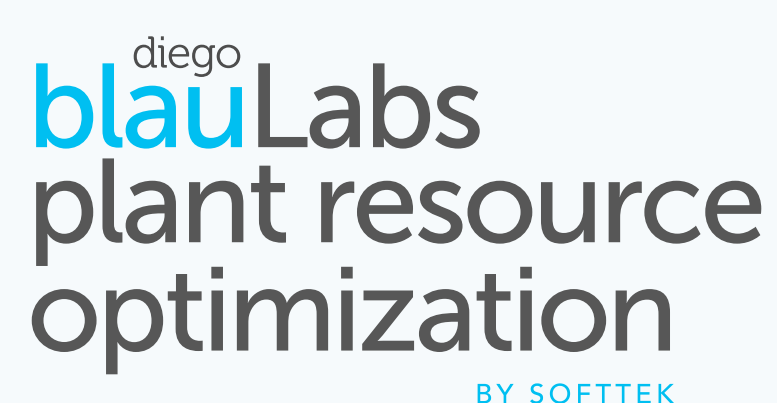 diego
blauLabs
plant resource
optimization
BY SOFTTEK